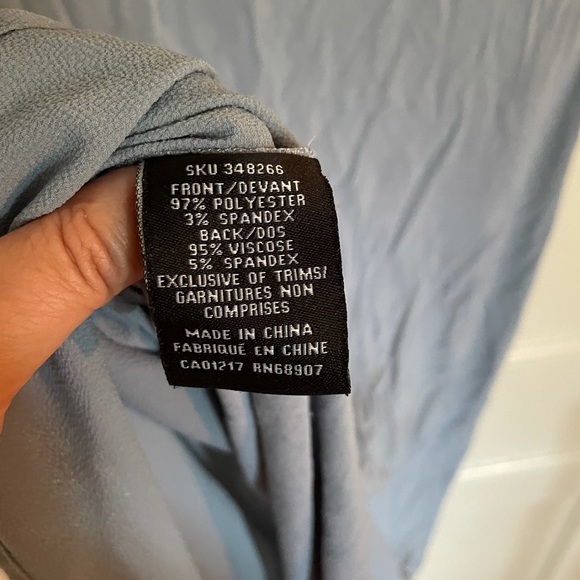 SKU 348266
FRONT/DEVANT
97% POLYESTER
3% SPANDEX
BACK/DOS
95% VISCOSE
5% SPANDEX
EXCLUSIVE OF TRIMS/
GARNITURES NON
COMPRISES
MADE IN CHINA
FABRIQUÉ EN CHINE
CA01217 RN68907